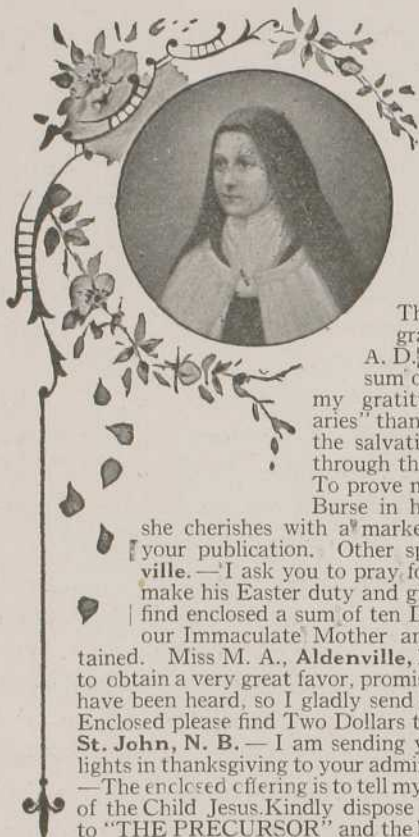 Th
gra
A. D.
sum o
my gratit
aries" than
the salvati
through th
To prove m
Burse in h
she cherishes with a marke
your publication. Other sp
ville. — I ask you to pray fo
make his Easter duty and g
find enclosed a sum of ten D
our Immaculate Mother an
tained. Miss M. A., Aldenville,
to obtain a very great favor, promis
have been heard, so I gladly send
Enclosed please find Two Dollars t
St. John, N. B. — I am sending y
lights in thanksgiving to your admi
—The enclosed offering is to tell my
of the Child Jesus.Kindly dispose
to "THE PRECURSOR" and the